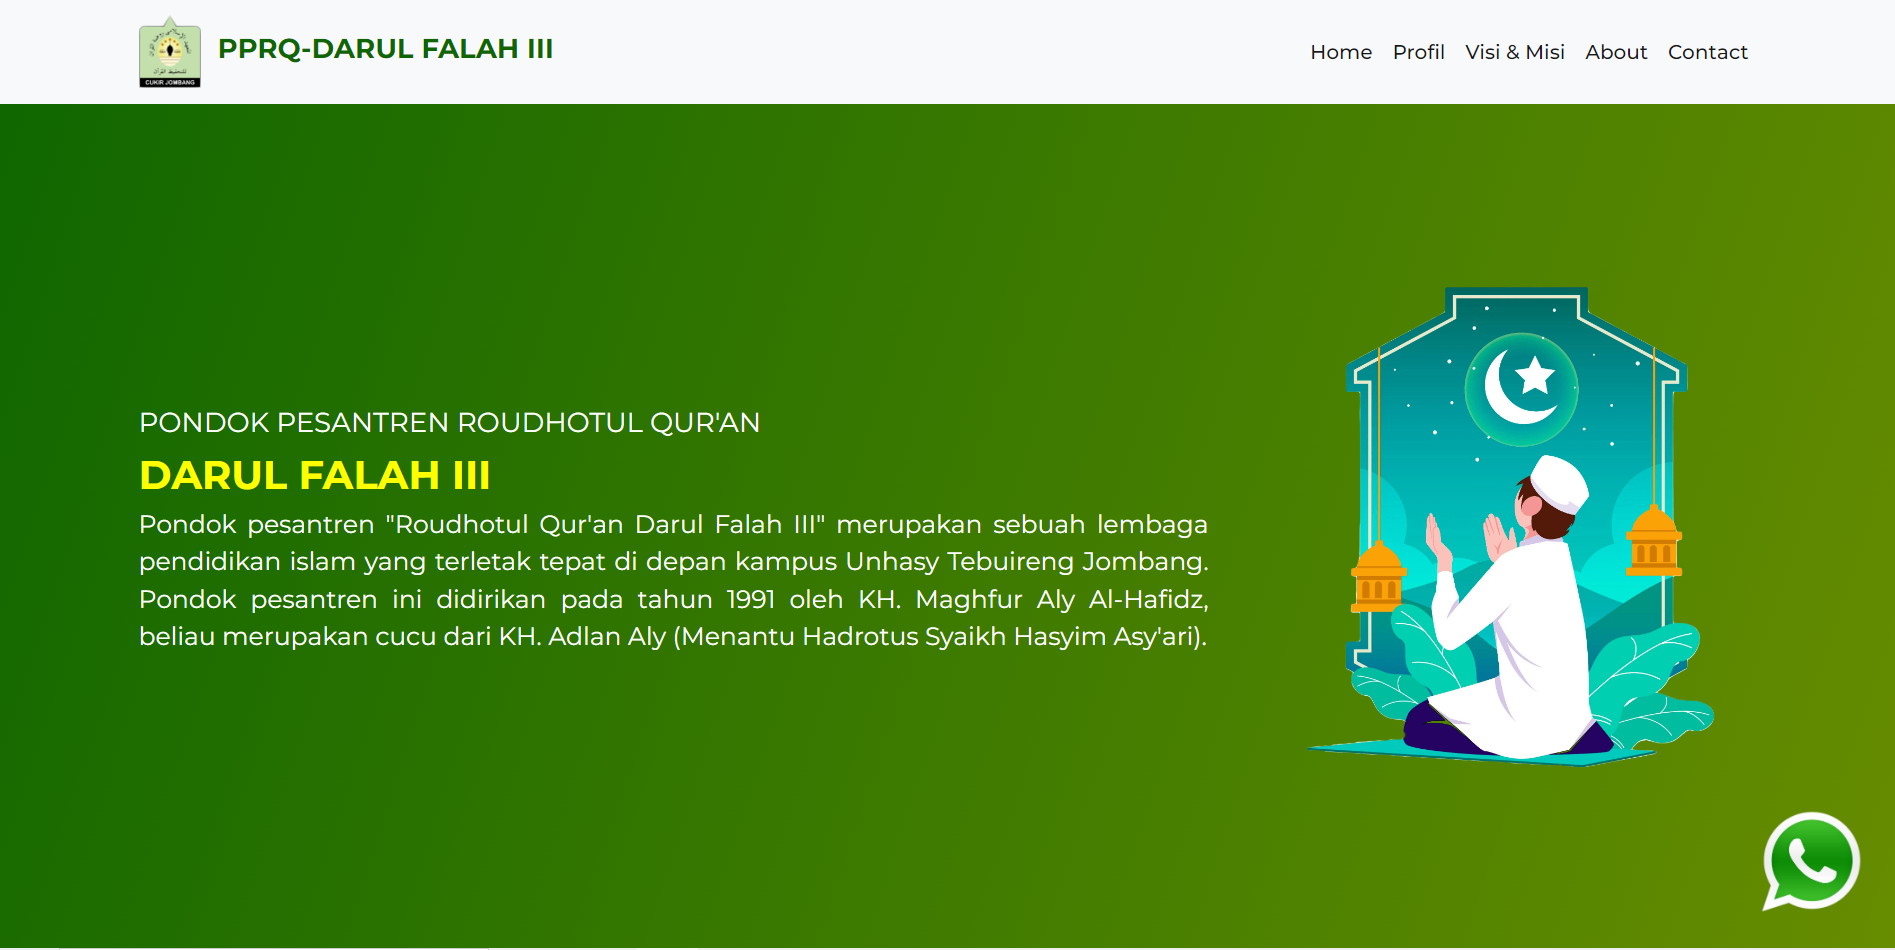 CUKIR JOMBANG
PPRQ-DARUL FALAH III
Home Profil Visi & Misi About Contact
PONDOK PESANTREN ROUDHOTUL QUR'AN
DARUL FALAH III
Pondok pesantren "Roudhotul Qur'an Darul Falah III" merupakan sebuah lembaga
pendidikan islam yang terletak tepat di depan kampus Unhasy Tebuireng Jombang.
Pondok pesantren ini didirikan pada tahun 1991 oleh KH. Maghfur Aly Al-Hafidz,
beliau merupakan cucu dari KH. Adlan Aly (Menantu Hadrotus Syaikh Hasyim Asy'ari).